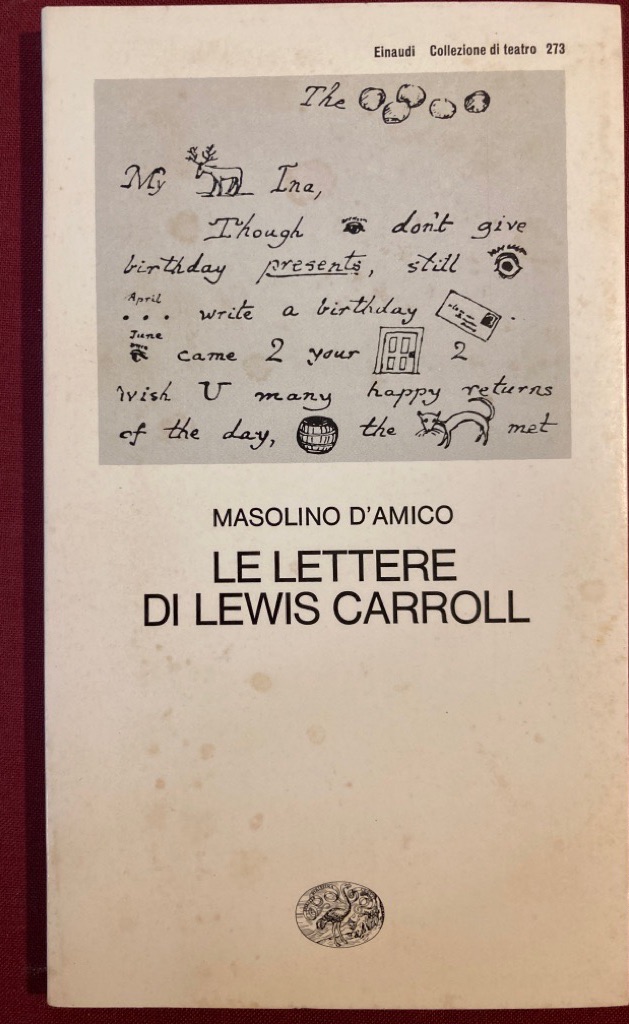 Einaudi Collezione di teatro 273
The
My Ina,
Though don't give
birthday presents, still
April
... write a birthday .
June
came 2 your 2
wish U many happy returns
of the day, the met
MASOLINO D'AMICO
LE LETTERE
DI LEWIS CARROLL